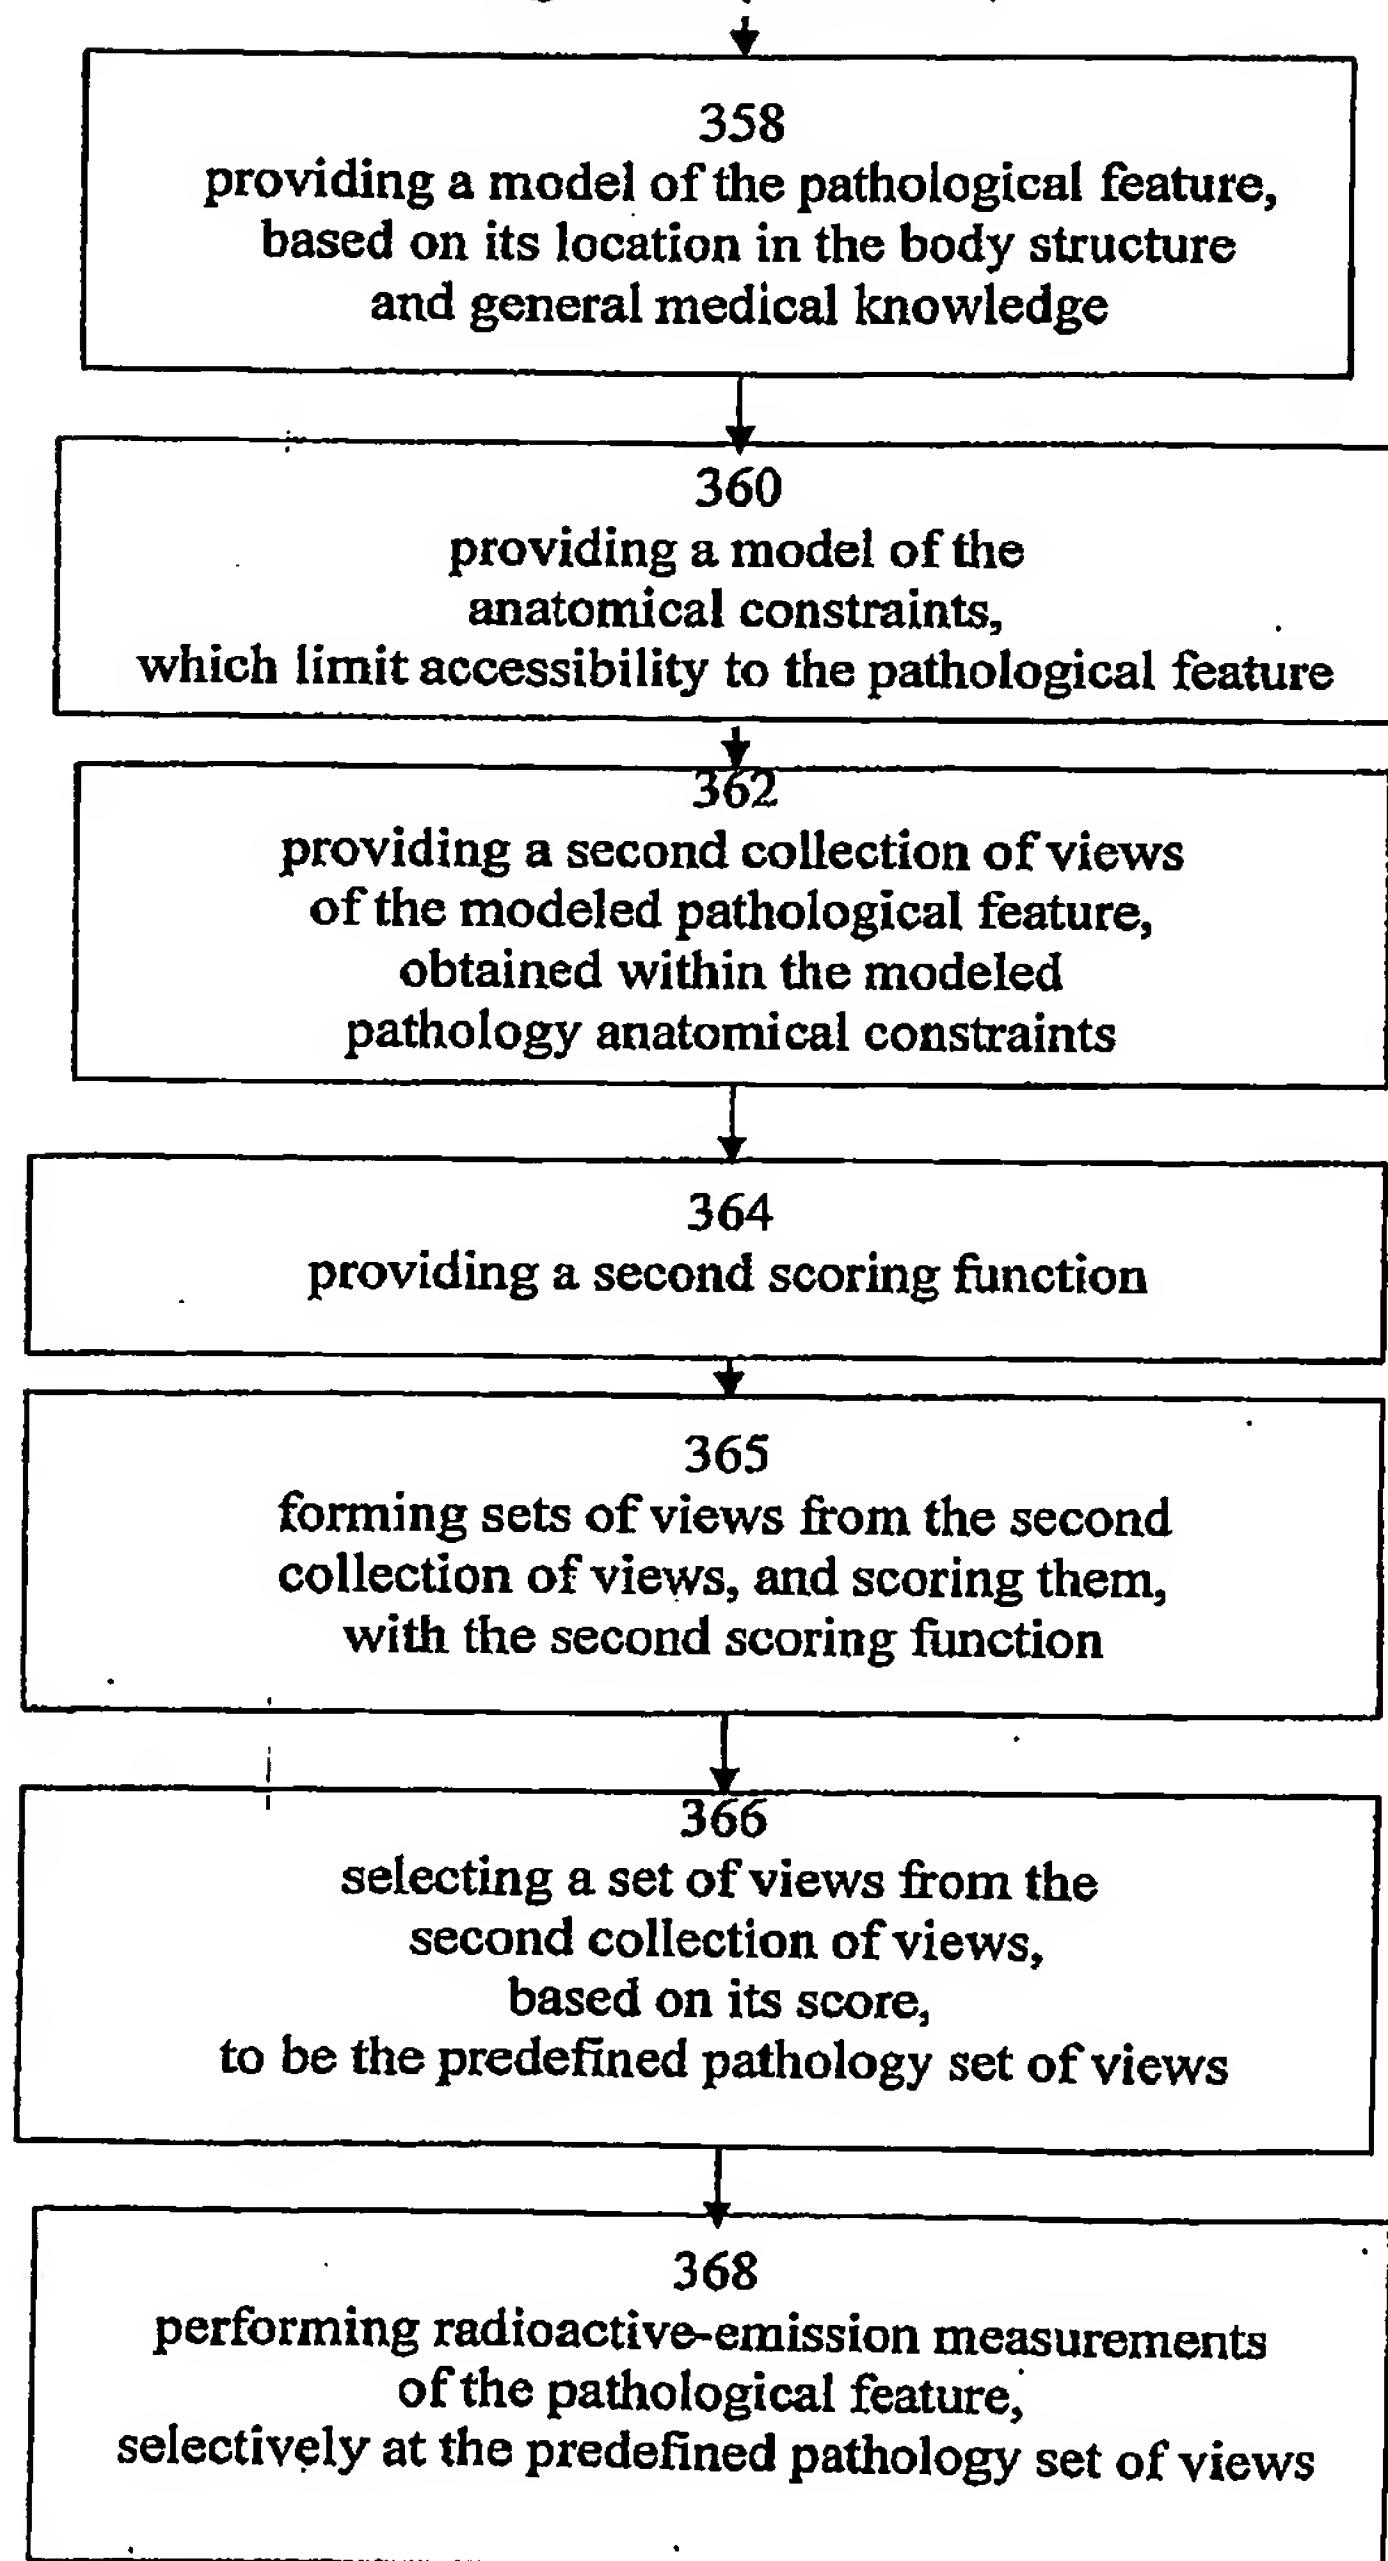 358
providing a model of the pathological feature,
based on its location in the body structure
and general medical knowledge
360
providing a model of the
anatomical constraints,
which limit accessibility to the pathological feature
362
providing a second collection of views
of the modeled pathological feature,
obtained within the modeled
pathology anatomical constraints
364
providing a second scoring function
365
forming sets of views from the second
collection of views, and scoring them,
with the second scoring function
366
selecting a set of views from the
second collection of views,
based on its score,
to be the predefined pathology set of views
368
performing radioactive-emission measurements
of the pathological feature,
selectively at the predefined pathology set of views